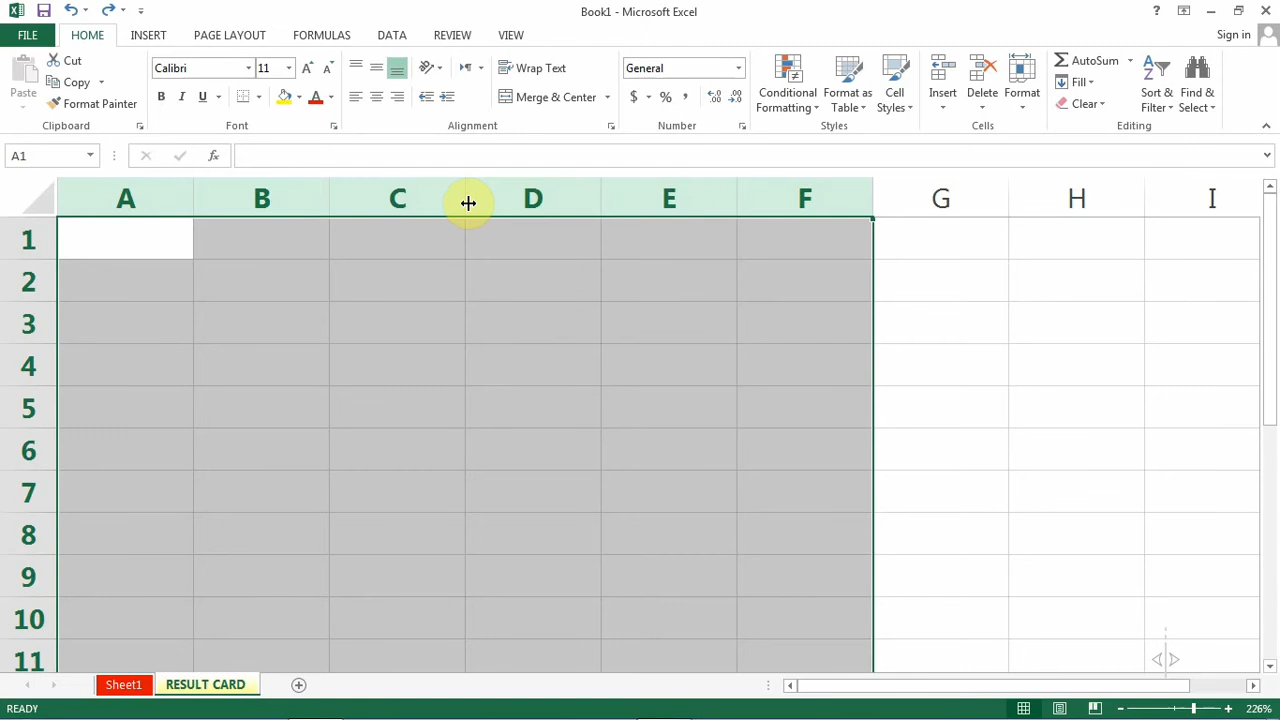 Book1 - Microsoft Excel
?
FILE HOME INSERT PAGE LAYOUT FORMULAS DATA REVIEW VIEW Sign in
Cut
Copy
Format Painter
Paste
Clipboard
Calibri 11
B I U
Font
Wrap Text
Merge & Center
Alignment
General
$ % ,
Number
Conditional Formatting
Format as Table
Cell Styles
Styles
Insert Delete Format
Cells
AutoSum
Fill
Clear
Sort & Filter
Find & Select
Editing
A1 fx
A B C D E F G H I
1
2
3
4
5
6
7
8
9
10
11
Sheet1 RESULT CARD
READY 226%